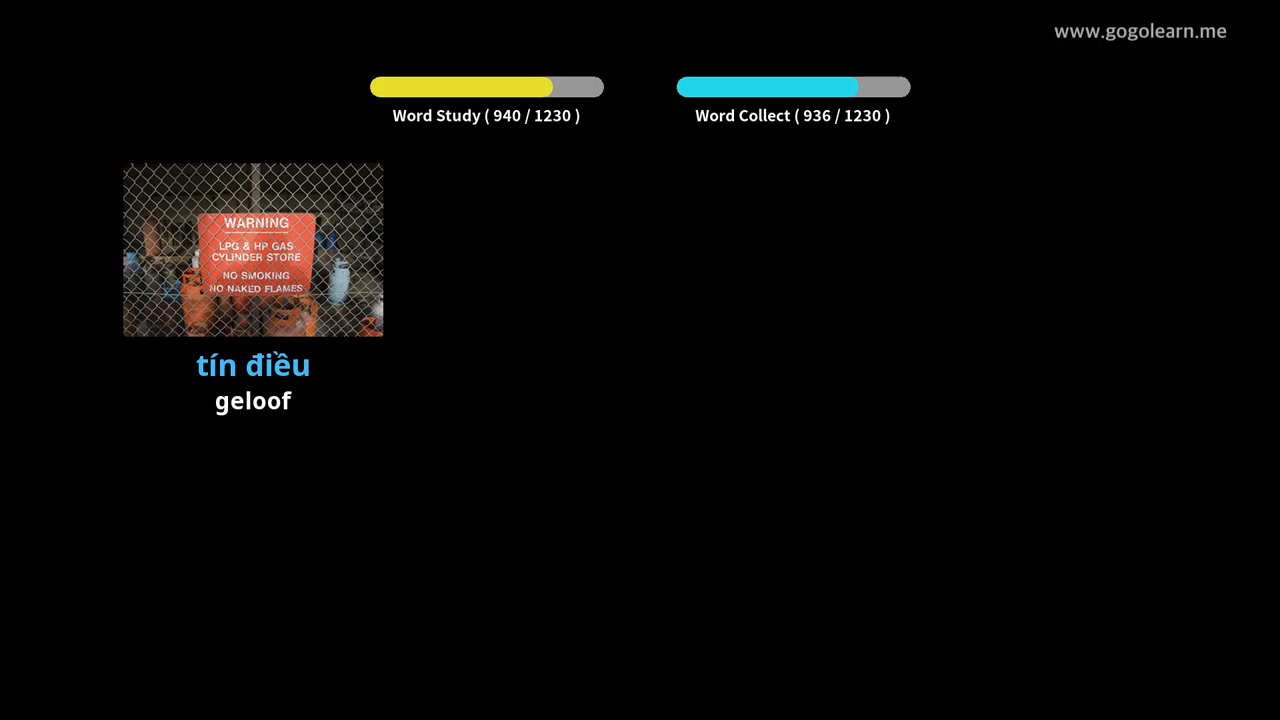 www.gogolearn.me
Word Study ( 940 / 1230 )
Word Collect ( 936 / 1230 )
WARNING
LPG & HP GAS
CYLINDER STORE
NO SMOKING
NO NAKED FLAMES
tín điều
geloof